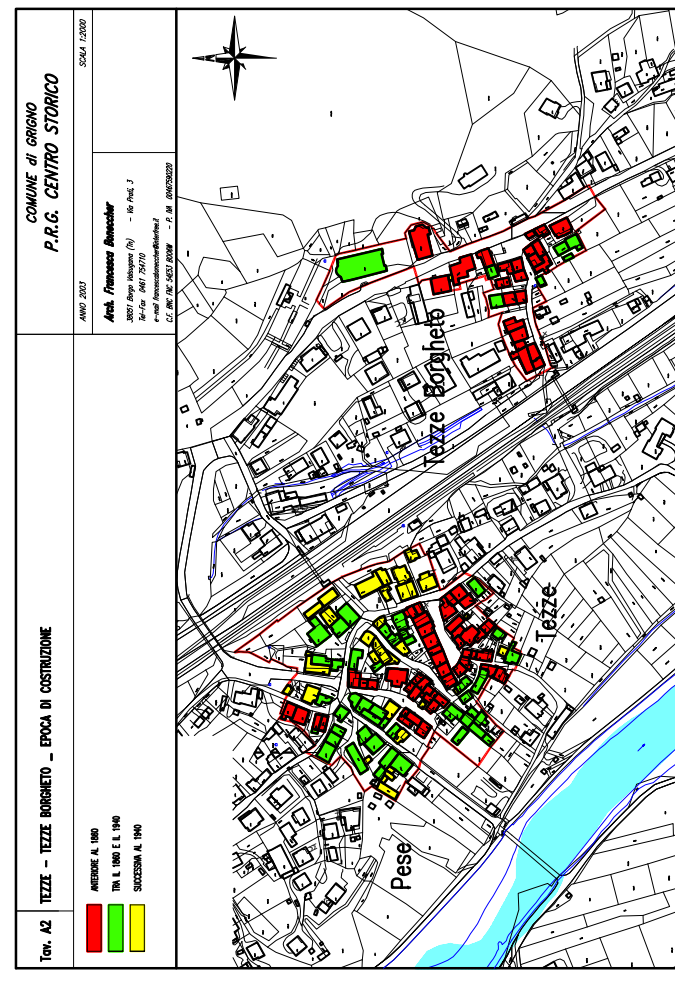 COMUNE di GRIGNO
P.R.G. CENTRO STORICO
SCALA 1:2000
ANNO 2003
Arch. Francesca Bonecher
38051 Borgo Valsugana (tn) - Via Prati, 3
Tel-Fax 0461 754710
Tav. A2
TEZZE - TEZZE BORGHETO _ EPOCA DI COSTRUZIONE
ANTERIORE AL 1860
TRA IL 1860 E IL 1940
SUCCESSIVA AL 1940
Tezze Borgheto
Tezze
Pese